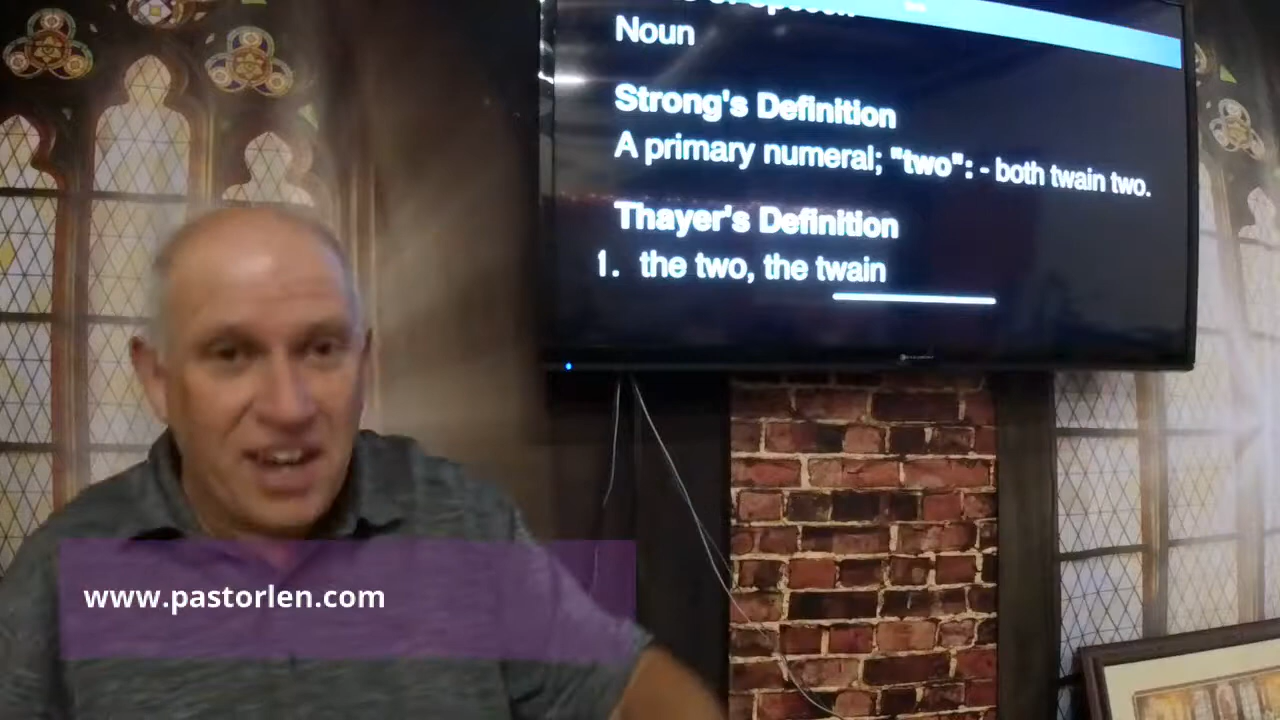 Noun
Strong's Definition
A primary numeral; "two": - both twain two.
Thayer's Definition
1. the two, the twain
www.pastorlen.com